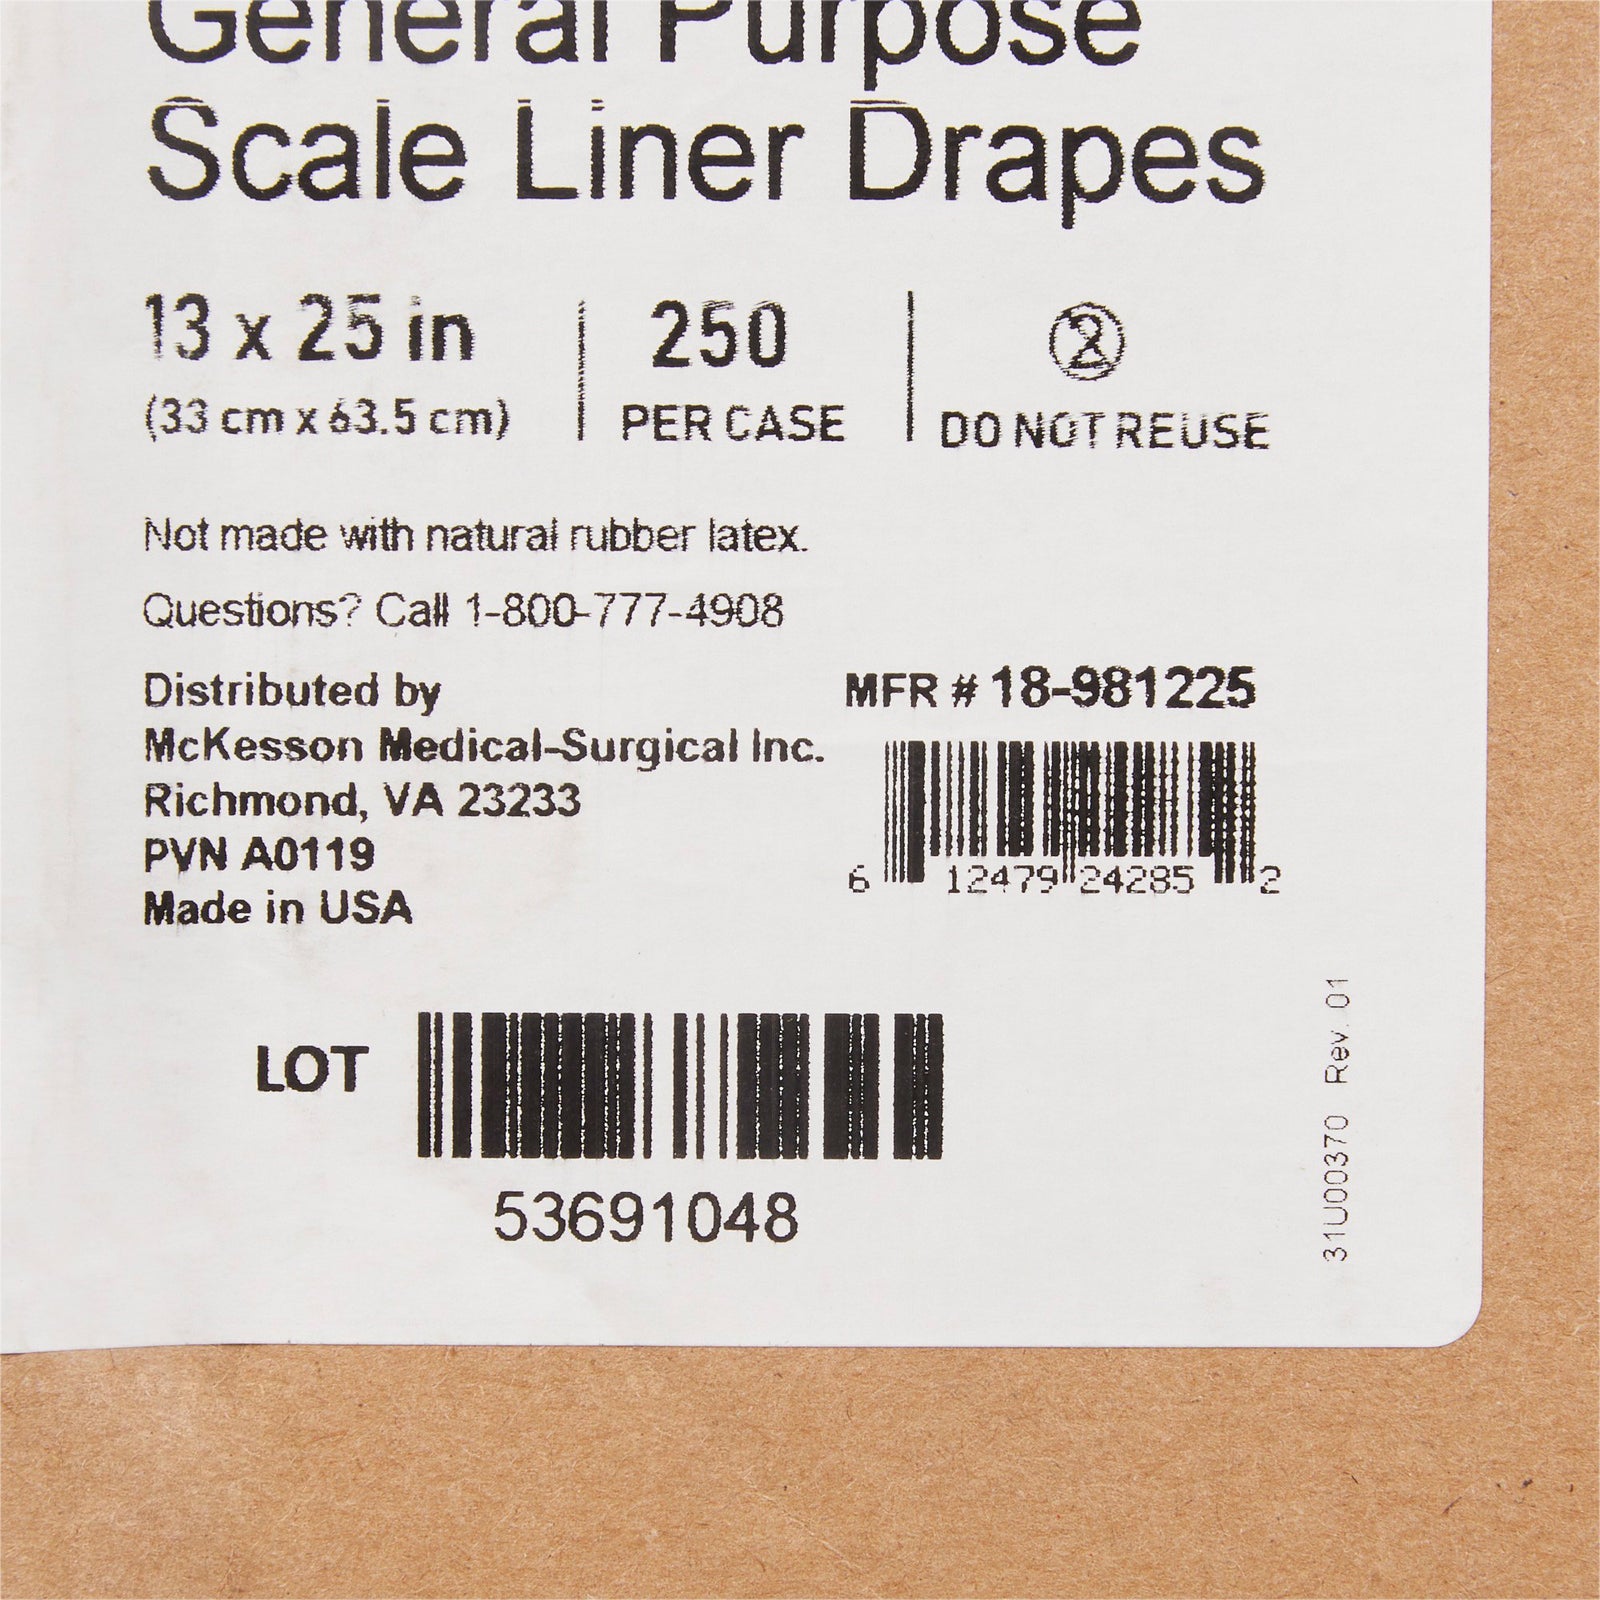 General Purpose
Scale Liner Drapes
13 x 25 in
(33 cm x 63.5 cm)
250
PER CASE
2
DO NOT REUSE
Not made with natural rubber latex.
Questions? Call 1-800-777-4908
Distributed by
McKesson Medical-Surgical Inc.
Richmond, VA 23233
PVN A0119
Made in USA
MFR # 18-981225
6 12479 24285 2
LOT
53691048
31U00370 Rev. 01